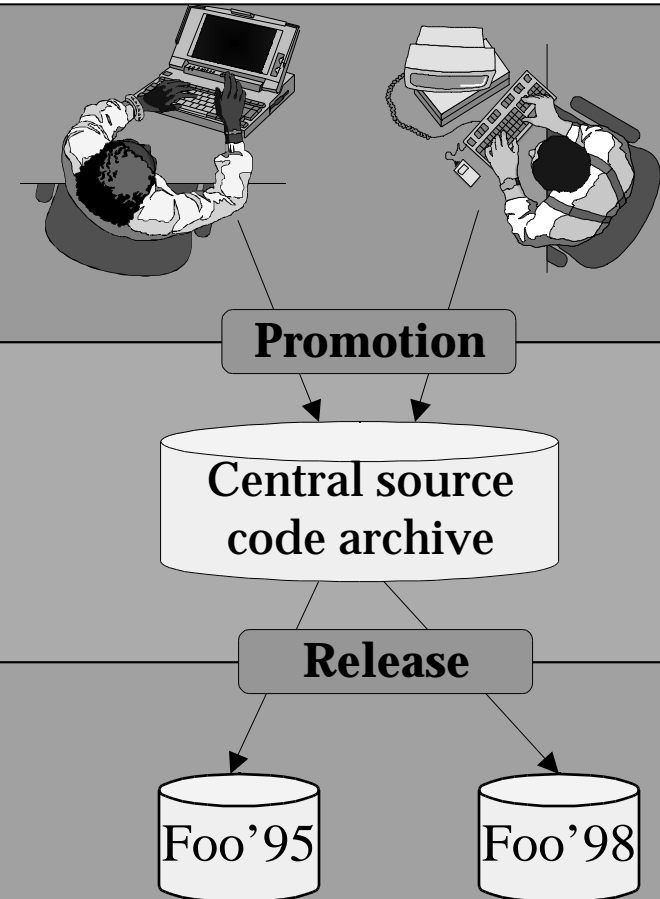 Promotion
Central source
code archive
Release
Foo’95
Foo’98